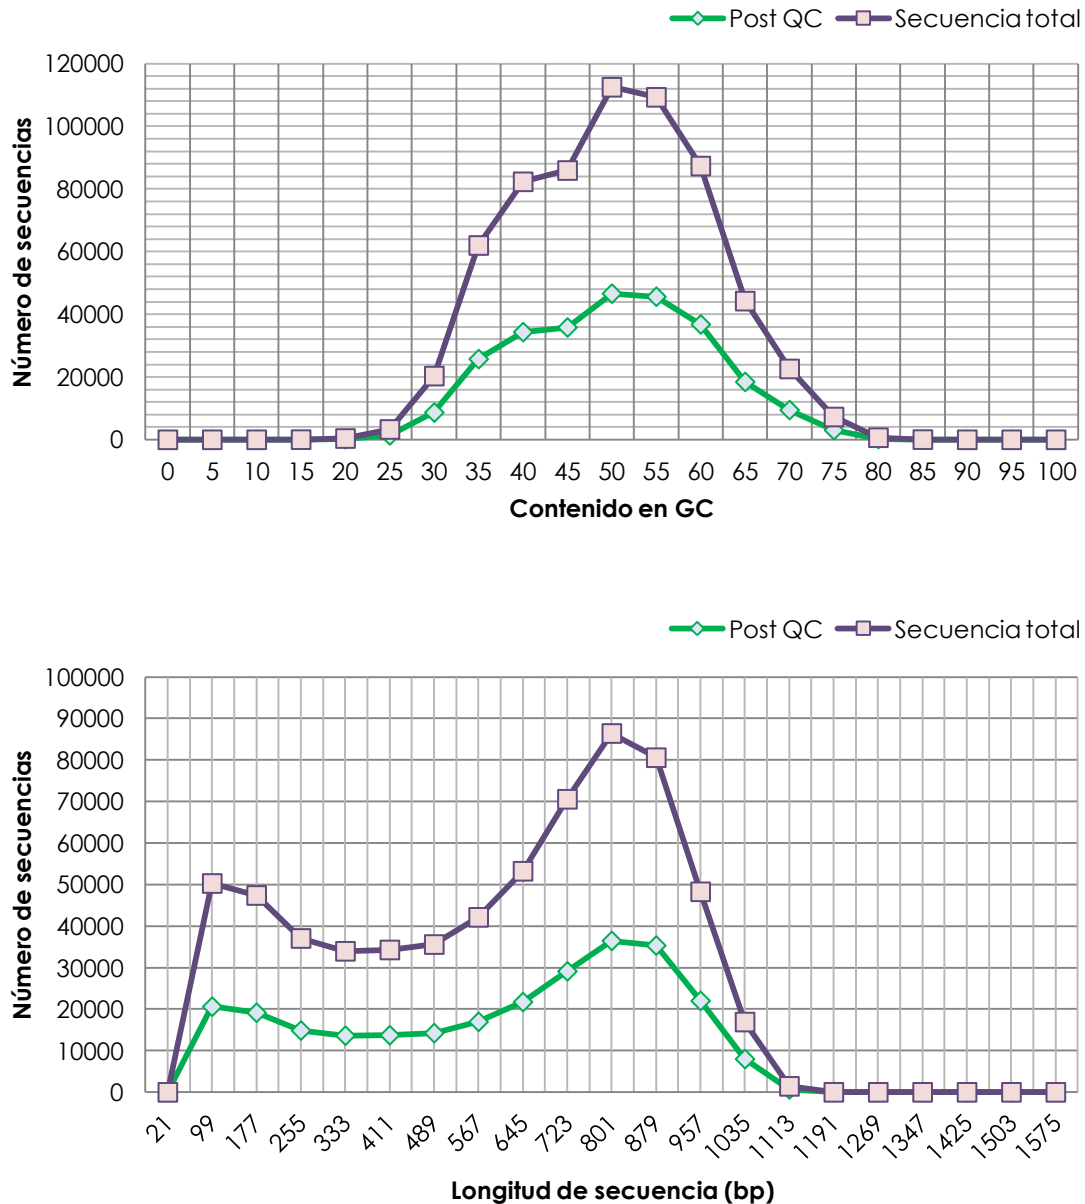 Post QC Secuencia total
120000
100000
80000
60000
40000
20000
0
Número de secuencias
0 5 10 15 20 25 30 35 40 45 50 55 60 65 70 75 80 85 90 95 100
Contenido en GC
Post QC Secuencia total
100000
90000
80000
70000
60000
50000
40000
30000
20000
10000
0
Número de secuencias
21 99 177 255 333 411 489 567 645 723 801 879 957 1035 1113 1191 1269 1347 1425 1503 1575
Longitud de secuencia (bp)